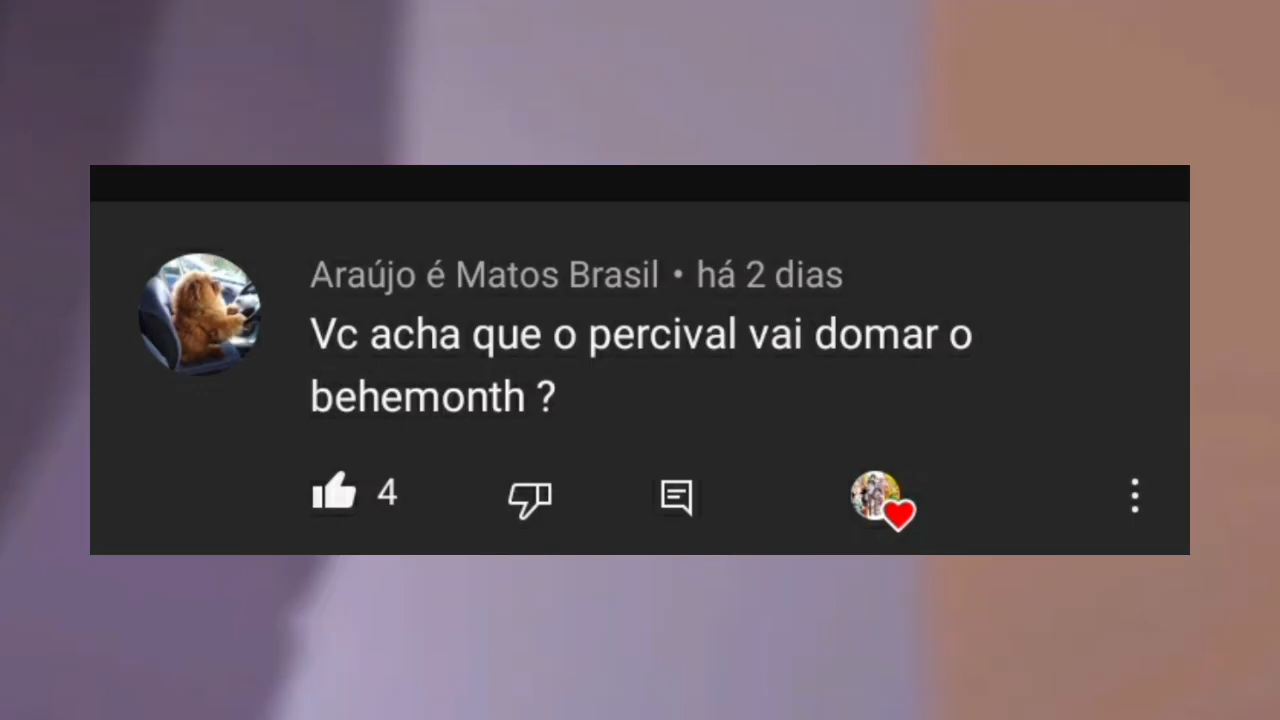 Araújo é Matos Brasil • há 2 dias
Vc acha que o percival vai domar o
behemonth ?
4